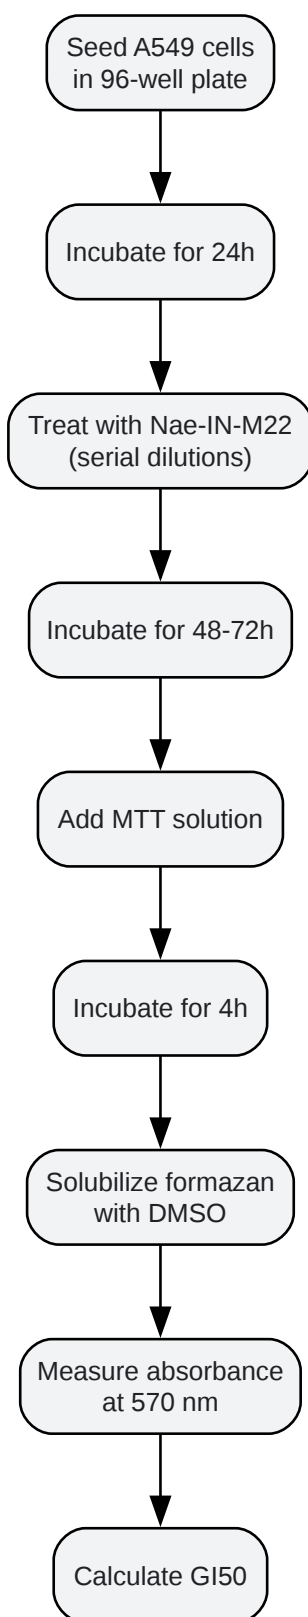 Seed A549 cells
in 96-well plate
Incubate for 24h
Treat with Nae-IN-M22
(serial dilutions)
Incubate for 48-72h
Add MTT solution
Incubate for 4h
Solubilize formazan
with DMSO
Measure absorbance
at 570 nm
Calculate GI50